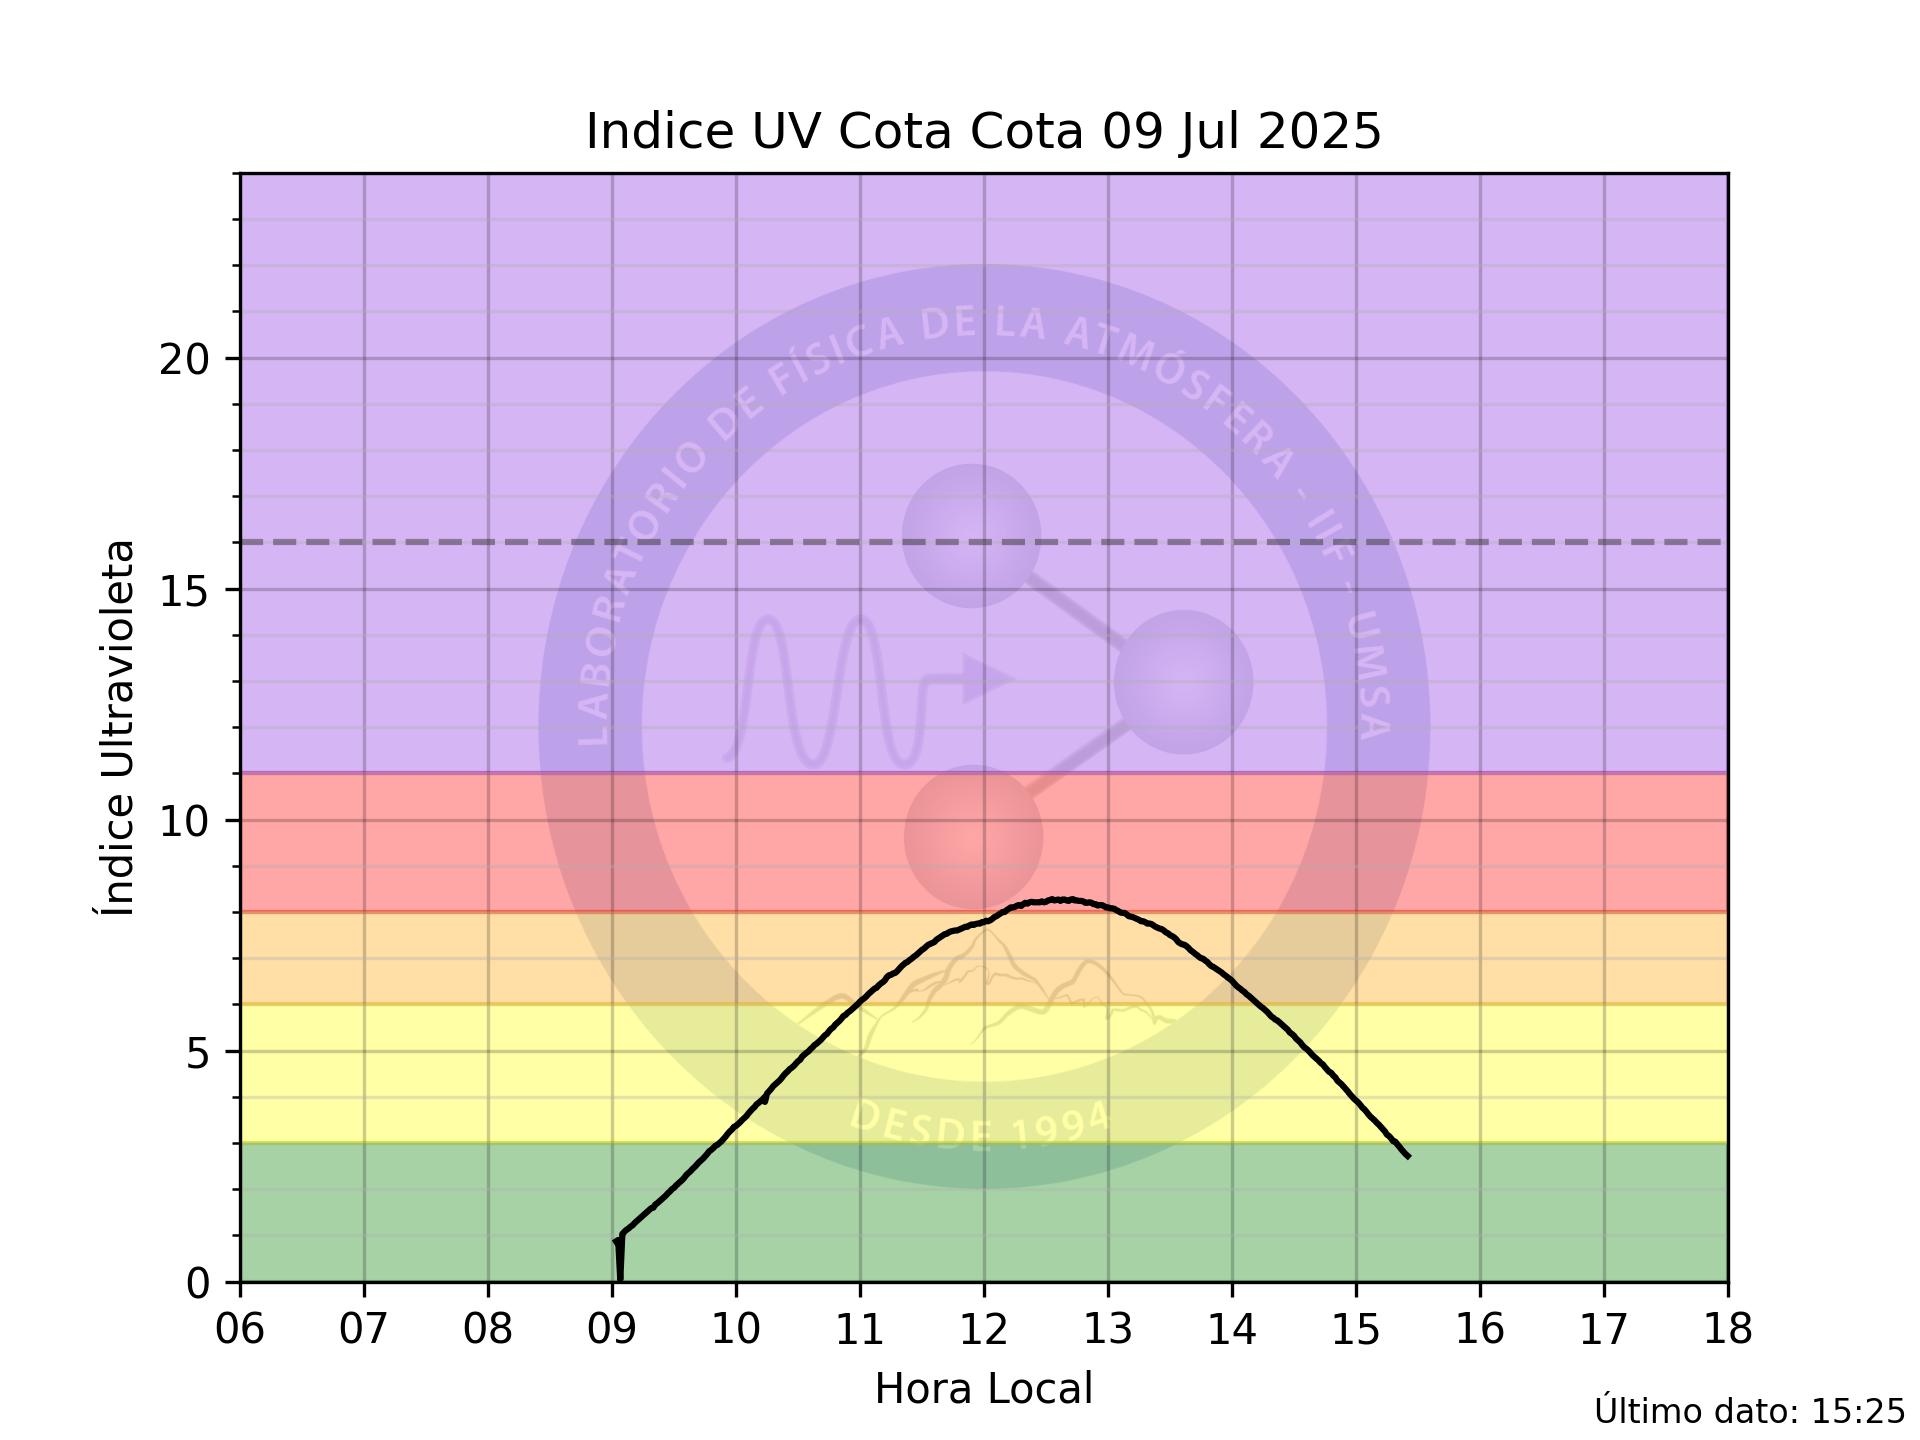 Indice UV Cota Cota 09 Jul 2025
Índice Ultravioleta
20
15
10
5
0
LABORATORIO DE FÍSICA DE LA ATMÓSFERA - IIF - UMSA
DESDE 1994
06 07 08 09 10 11 12 13 14 15 16 17 18
Hora Local
Último dato: 15:25